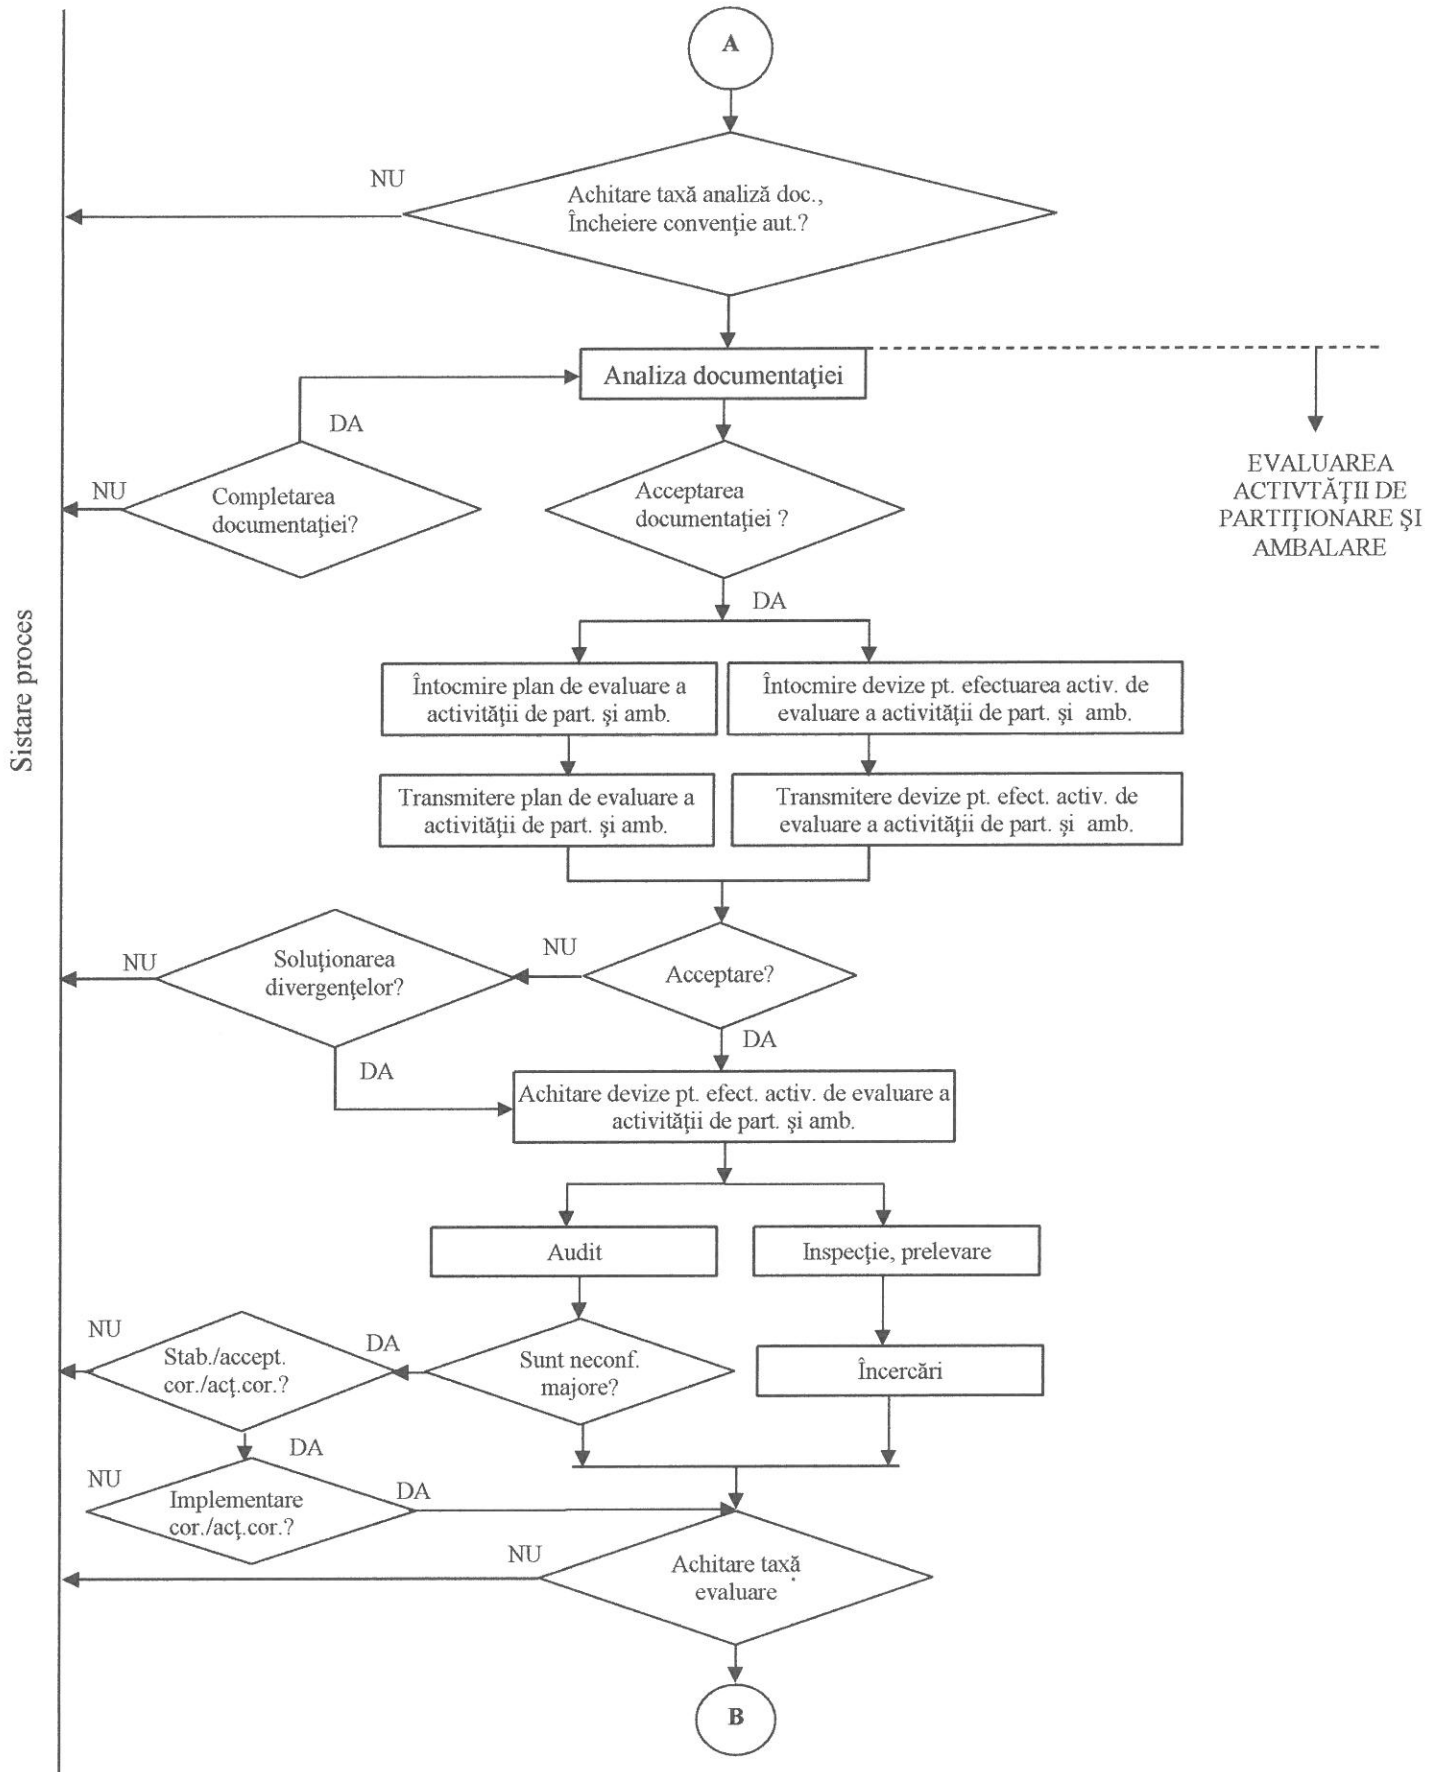 A
NU
Achitare taxă analiză doc.,
Încheiere convenţie aut.?
Analiza documentaţiei
DA
NU
Completarea
documentaţiei?
Acceptarea
documentaţiei ?
EVALUAREA
ACTIVTĂŢII DE
PARTIŢIONARE ŞI
AMBALARE
DA
Sistare proces
Întocmire plan de evaluare a
activităţii de part. şi amb.
Întocmire devize pt. efectuarea activ. de
evaluare a activităţii de part. şi amb.
Transmitere plan de evaluare a
activităţii de part. şi amb.
Transmitere devize pt. efect. activ. de
evaluare a activităţii de part. şi amb.
NU
Soluţionarea
divergenţelor?
NU
Acceptare?
DA
DA
Achitare devize pt. efect. activ. de evaluare a
activităţii de part. şi amb.
Audit
Inspecţie, prelevare
NU
Stab./accept.
cor./acţ.cor.?
DA
Sunt neconf.
majore?
Încercări
DA
NU
Implementare
cor./acţ.cor.?
DA
NU
Achitare taxă
evaluare
B